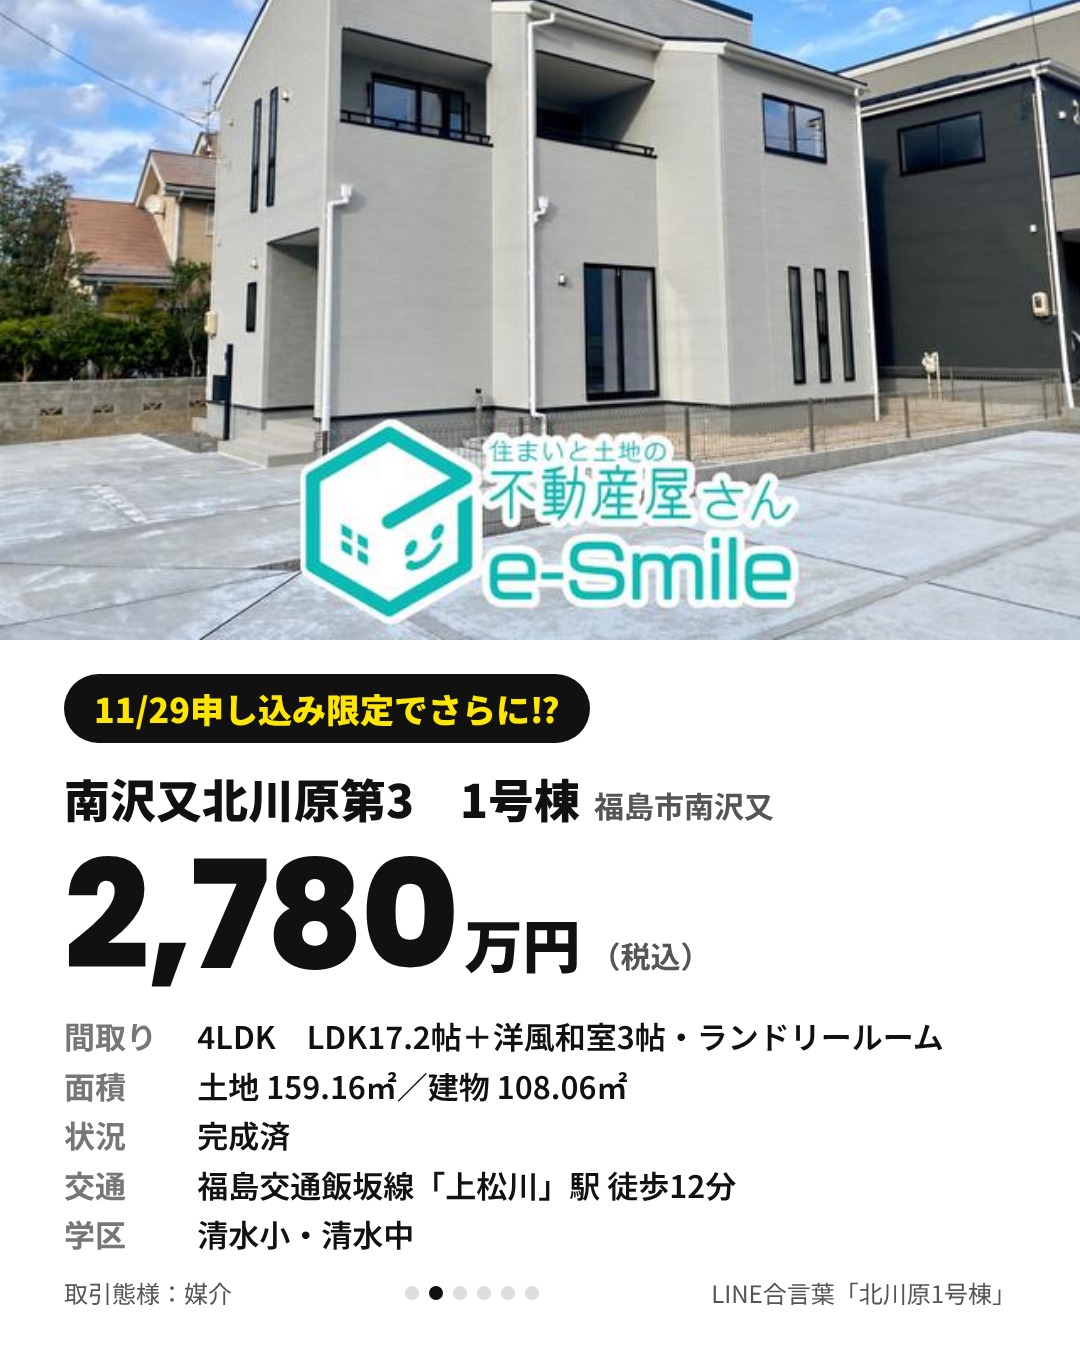 住まいと土地の
不動産屋さん
e-Smile
11/29申し込み限定でさらに⁉
南沢又北川原第3　1号棟 福島市南沢又
2,780万円（税込）
間取り 4LDK　LDK17.2帖＋洋風和室3帖・ランドリールーム
面積 土地 159.16㎡／建物 108.06㎡
状況 完成済
交通 福島交通飯坂線「上松川」駅 徒歩12分
学区 清水小・清水中
取引態様：媒介 LINE合言葉「北川原1号棟」